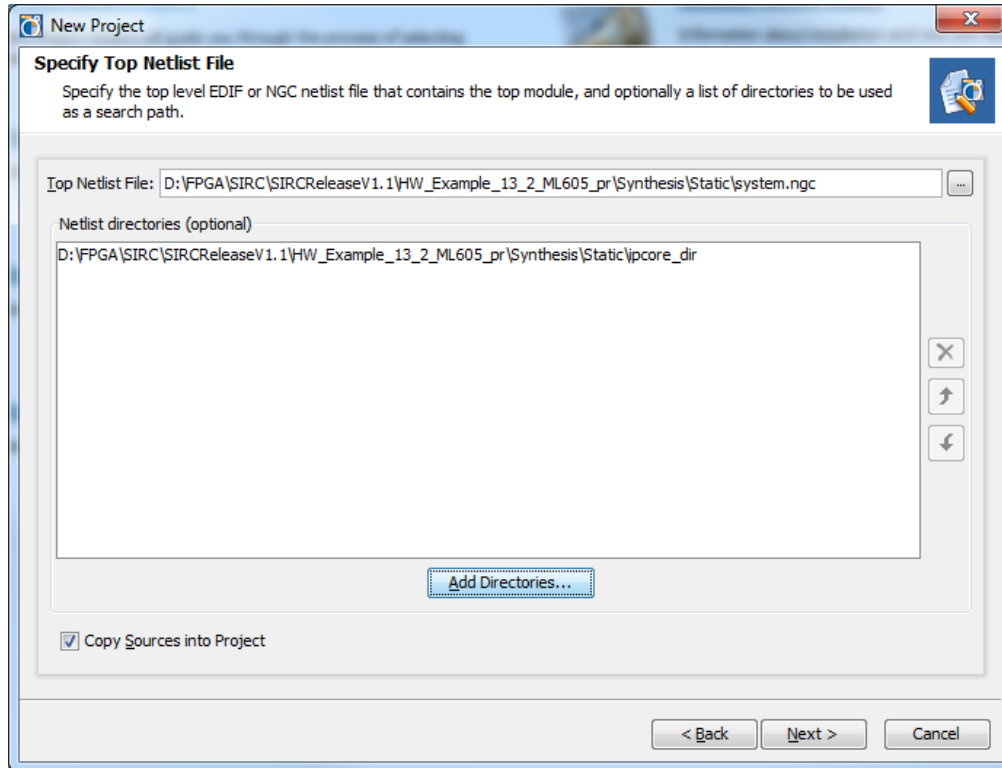 New Project
Specify Top Netlist File
Specify the top level EDIF or NGC netlist file that contains the top module, and optionally a list of directories to be used
as a search path.
Top Netlist File: D:\FPGA\SIRC\SIRCReleaseV1.1\HW_Example_13_2_ML605_pr\Synthesis\Static\system.ngc ...
Netlist directories (optional)
D:\FPGA\SIRC\SIRCReleaseV1.1\HW_Example_13_2_ML605_pr\Synthesis\Static\ipcore_dir
Add Directories...
Copy Sources into Project
< Back Next > Cancel